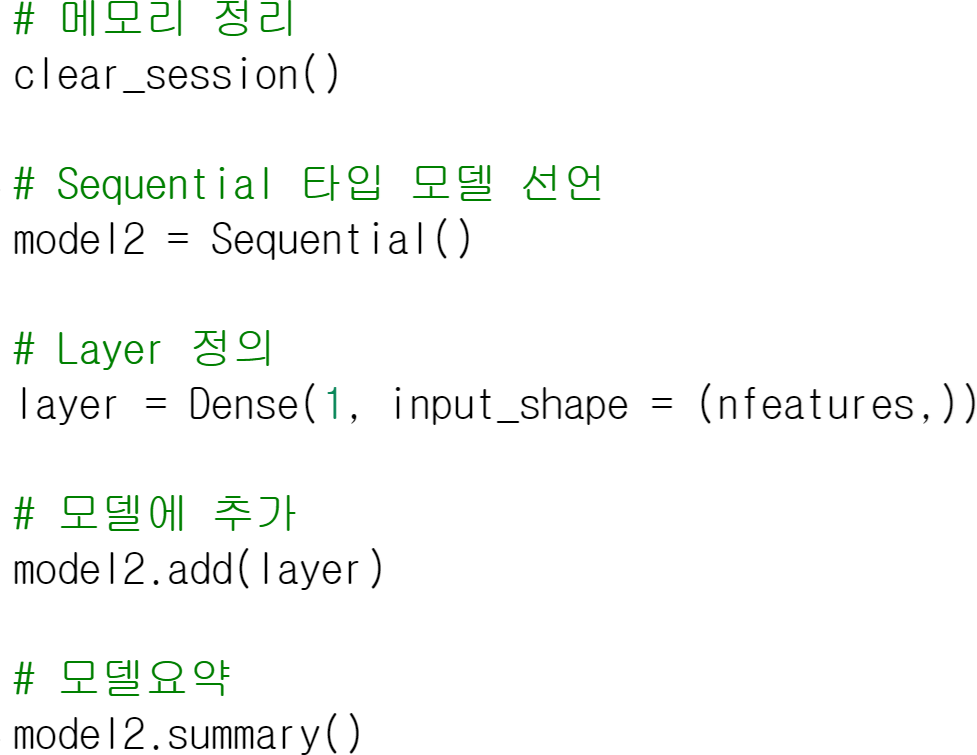 # 메모리 정리
clear_session()
# Sequential 타입 모델 선언
model2 = Sequential()
# Layer 정의
layer = Dense(1, input_shape = (nfeatures,))
# 모델에 추가
model2.add(layer)
# 모델요약
model2.summary()